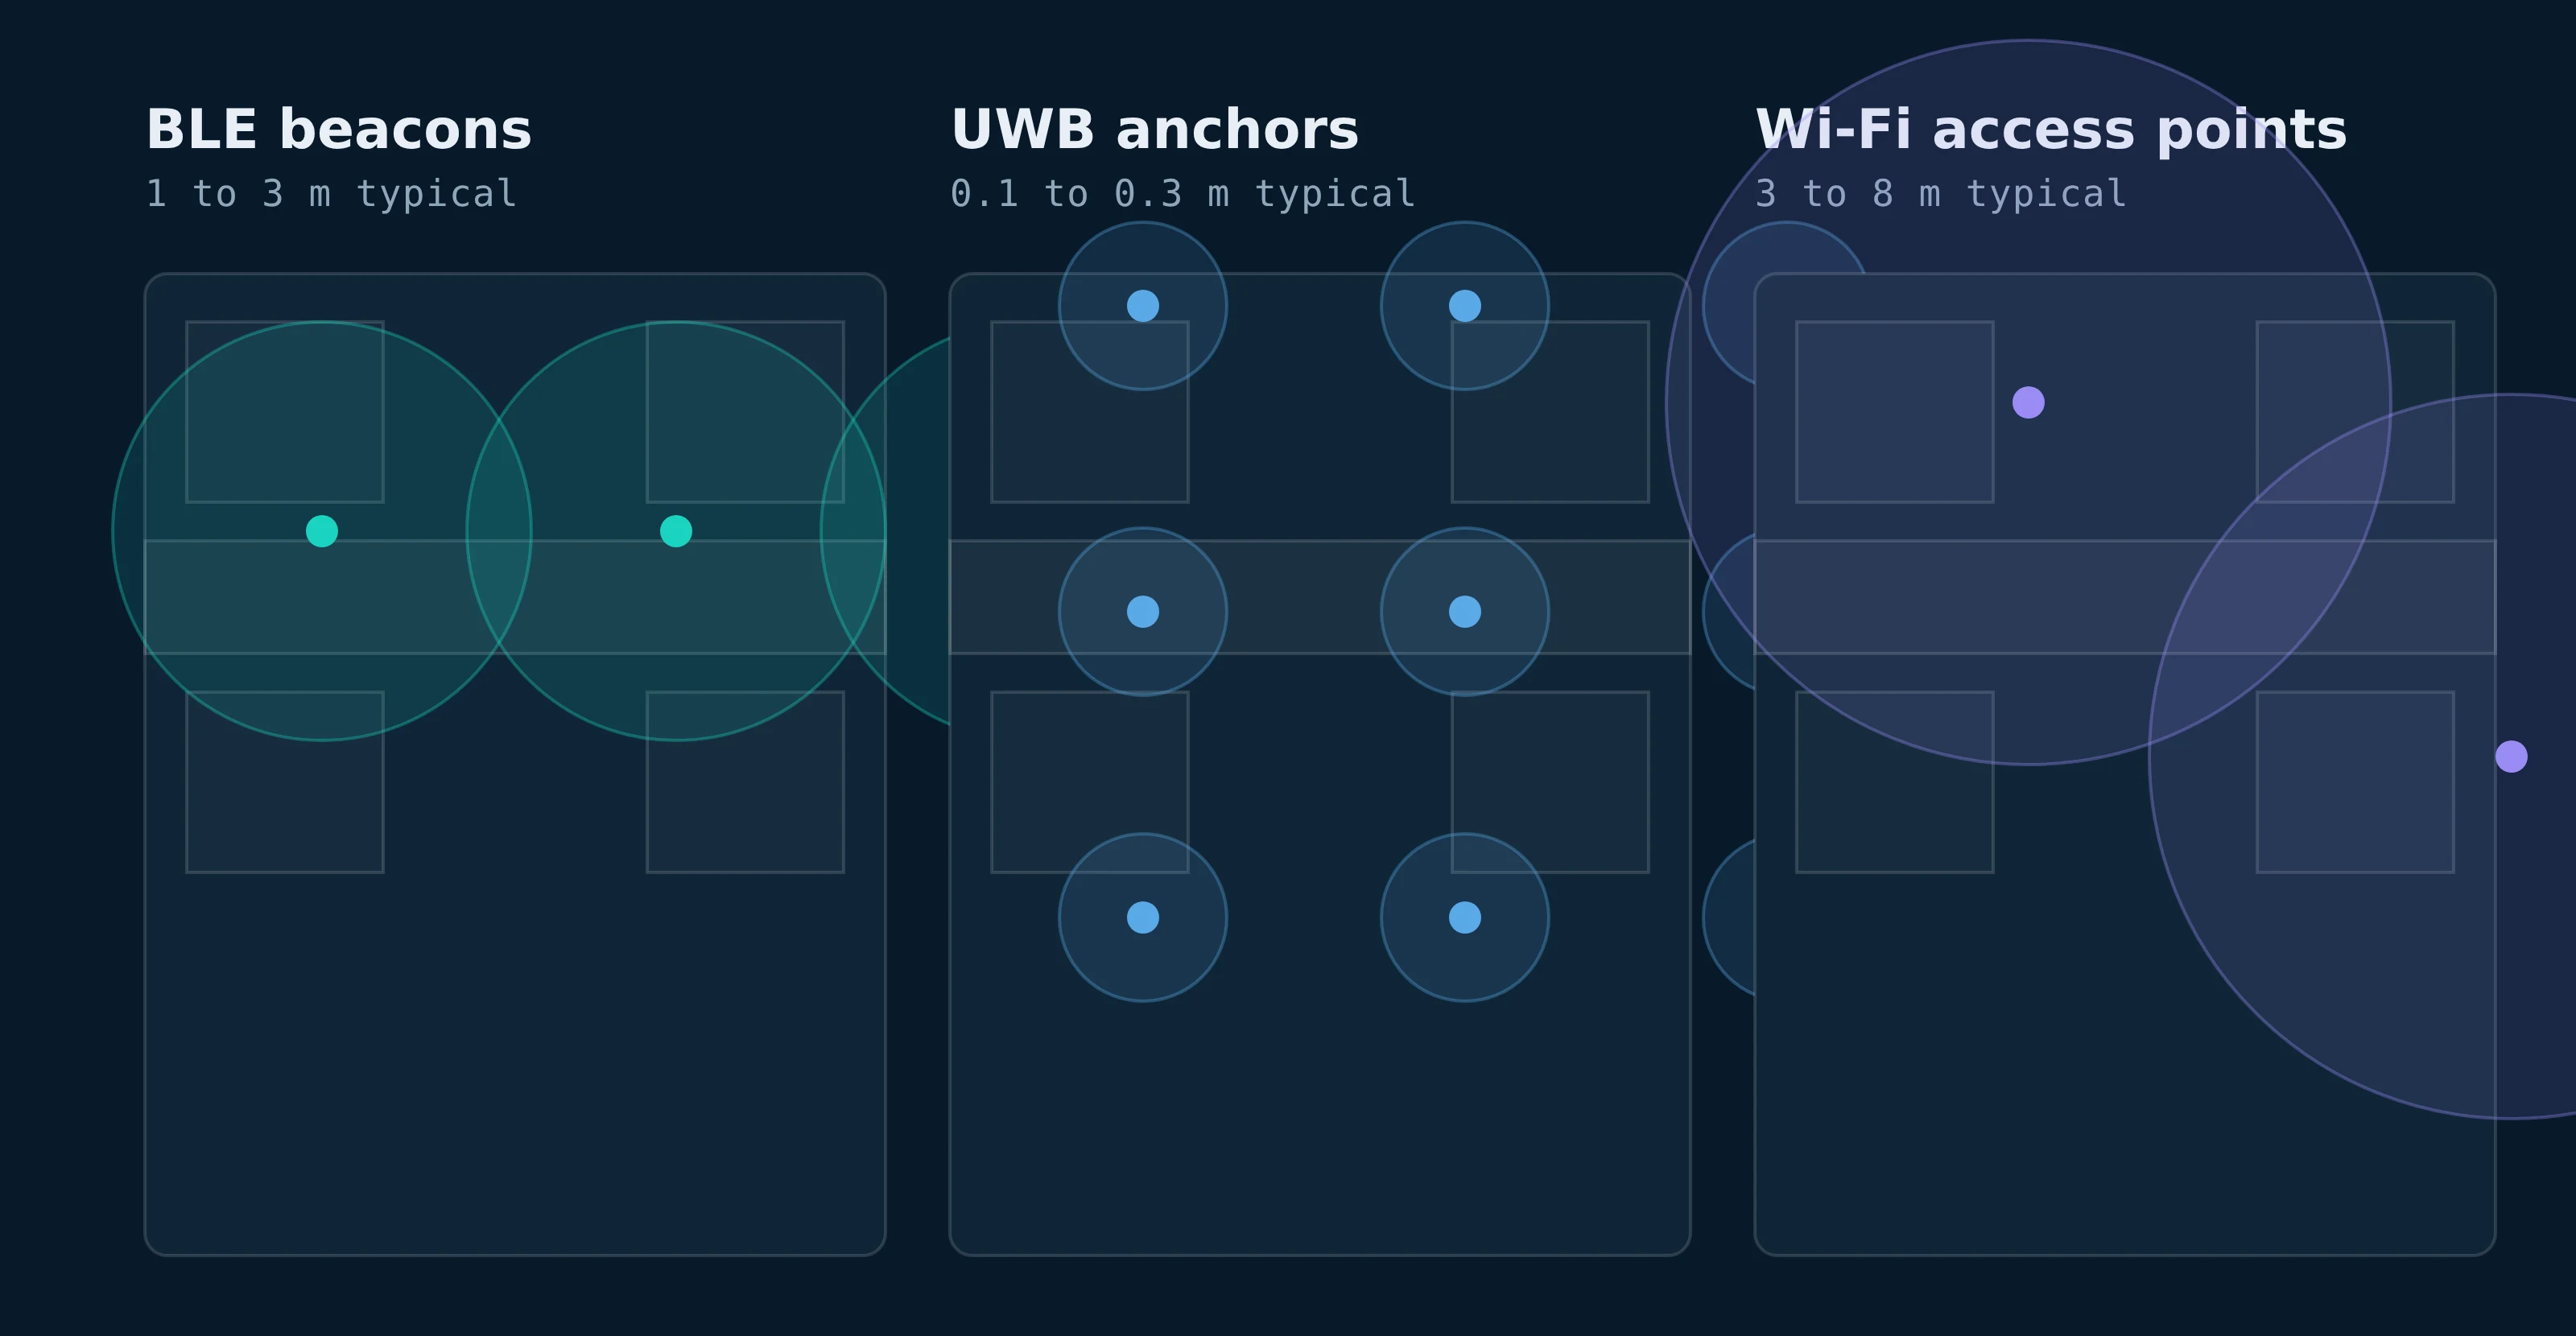 BLE beacons
1 to 3 m typical
UWB anchors
0.1 to 0.3 m typical
Wi-Fi access points
3 to 8 m typical